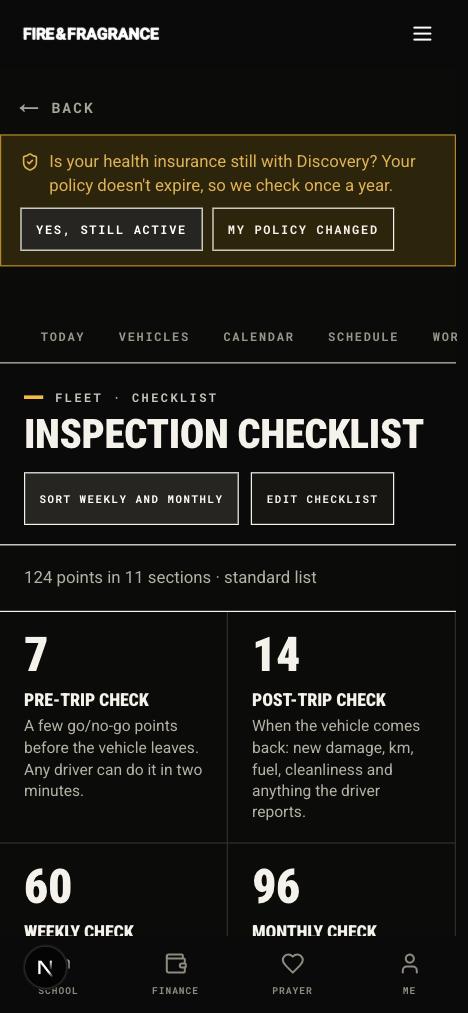 FIRE&FRAGRANCE
← BACK
Is your health insurance still with Discovery? Your
policy doesn't expire, so we check once a year.
YES, STILL ACTIVE
MY POLICY CHANGED
TODAY VEHICLES CALENDAR SCHEDULE WOR
FLEET · CHECKLIST
INSPECTION CHECKLIST
SORT WEEKLY AND MONTHLY
EDIT CHECKLIST
124 points in 11 sections · standard list
7
PRE-TRIP CHECK
A few go/no-go points
before the vehicle leaves.
Any driver can do it in two
minutes.
14
POST-TRIP CHECK
When the vehicle comes
back: new damage, km,
fuel, cleanliness and
anything the driver
reports.
60
WEEKLY CHECK
96
MONTHLY CHECK
N
SCHOOL
FINANCE
PRAYER
ME